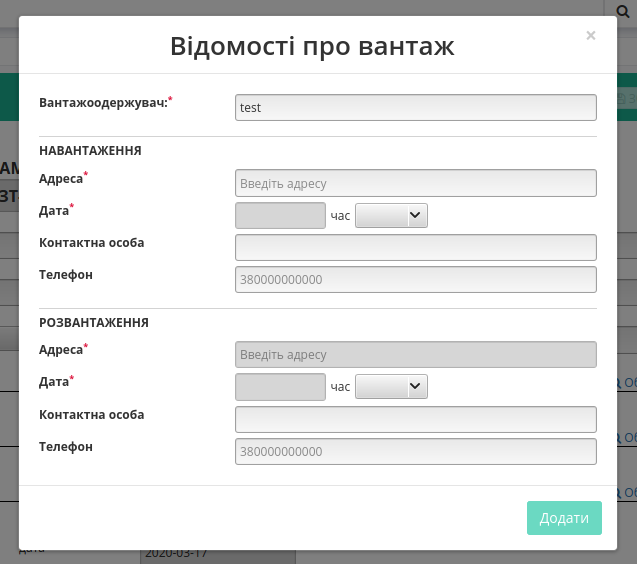 Відомості про вантаж
×
Вантажоодержувач:*
test
НАВАНТАЖЕННЯ
Адреса*
Введіть адресу
Дата*
час
Контактна особа
Телефон
380000000000
РОЗВАНТАЖЕННЯ
Адреса*
Введіть адресу
Дата*
час
Контактна особа
Телефон
380000000000
Додати
2020-03-17